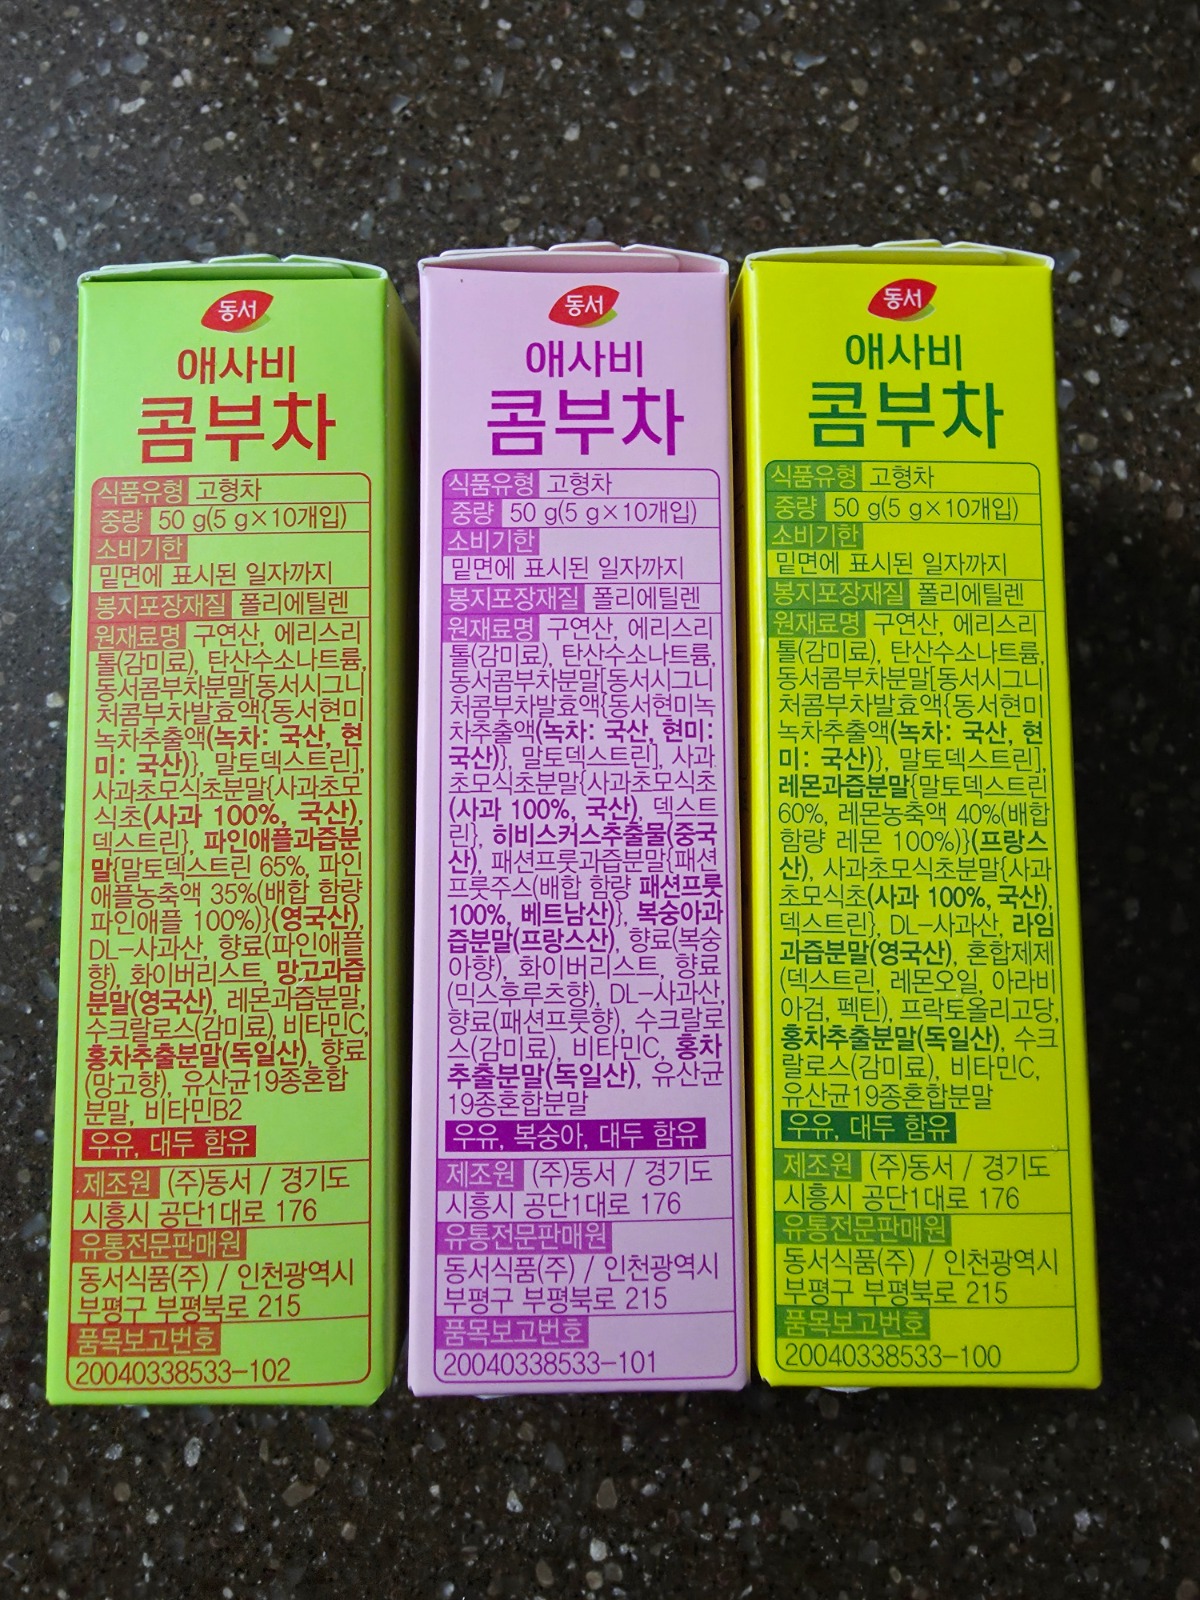 동서
애사비
콤부차
식품유형 고형차
중량 50 g(5 g×10개입)
소비기한
밑면에 표시된 일자까지
봉지포장재질 폴리에틸렌
원재료명 구연산, 에리스리
톨(감미료), 탄산수소나트륨,
동서콤부차분말[동서시그니
처콤부차발효액{동서현미
녹차추출액(녹차: 국산, 현
미: 국산)}, 말토덱스트린],
사과초모식초분말{사과초모
식초(사과 100%, 국산),
덱스트린}, 파인애플과즙분
말{말토덱스트린 65%, 파인
애플농축액 35%(배합 함량
파인애플 100%)}(영국산),
DL-사과산, 향료(파인애플
향), 화이버리스트, 망고과즙
분말(영국산), 레몬과즙분말,
수크랄로스(감미료), 비타민C,
홍차추출분말(독일산), 향료
(망고향), 유산균19종혼합
분말, 비타민B2
우유, 대두 함유
제조원 (주)동서 / 경기도
시흥시 공단1대로 176
유통전문판매원
동서식품(주) / 인천광역시
부평구 부평북로 215
품목보고번호
20040338533-102
동서
애사비
콤부차
식품유형 고형차
중량 50 g(5 g×10개입)
소비기한
밑면에 표시된 일자까지
봉지포장재질 폴리에틸렌
원재료명 구연산, 에리스리
톨(감미료), 탄산수소나트륨,
동서콤부차분말[동서시그니
처콤부차발효액{동서현미녹
차추출액(녹차: 국산, 현미:
국산)}, 말토덱스트린], 사과
초모식초분말{사과초모식초
(사과 100%, 국산), 덱스트
린}, 히비스커스추출물(중국
산), 패션프룻과즙분말{패션
프룻주스(배합 함량 패션프룻
100%, 베트남산)}, 복숭아과
즙분말(프랑스산), 향료(복숭
아향), 화이버리스트, 향료
(믹스후루츠향), DL-사과산,
향료(패션프룻향), 수크랄로
스(감미료), 비타민C, 홍차
추출분말(독일산), 유산균
19종혼합분말
우유, 복숭아, 대두 함유
제조원 (주)동서 / 경기도
시흥시 공단1대로 176
유통전문판매원
동서식품(주) / 인천광역시
부평구 부평북로 215
품목보고번호
20040338533-101
동서
애사비
콤부차
식품유형 고형차
중량 50 g(5 g×10개입)
소비기한
밑면에 표시된 일자까지
봉지포장재질 폴리에틸렌
원재료명 구연산, 에리스리
톨(감미료), 탄산수소나트륨,
동서콤부차분말[동서시그니
처콤부차발효액{동서현미
녹차추출액(녹차: 국산, 현
미: 국산)}, 말토덱스트린],
레몬과즙분말{말토덱스트린
60%, 레몬농축액 40%(배합
함량 레몬 100%)}(프랑스
산), 사과초모식초분말{사과
초모식초(사과 100%, 국산),
덱스트린}, DL-사과산, 라임
과즙분말(영국산), 혼합제제
(덱스트린, 레몬오일, 아라비
아검, 펙틴), 프락토올리고당,
홍차추출분말(독일산), 수크
랄로스(감미료), 비타민C,
유산균19종혼합분말
우유, 대두 함유
제조원 (주)동서 / 경기도
시흥시 공단1대로 176
유통전문판매원
동서식품(주) / 인천광역시
부평구 부평북로 215
품목보고번호
20040338533-100